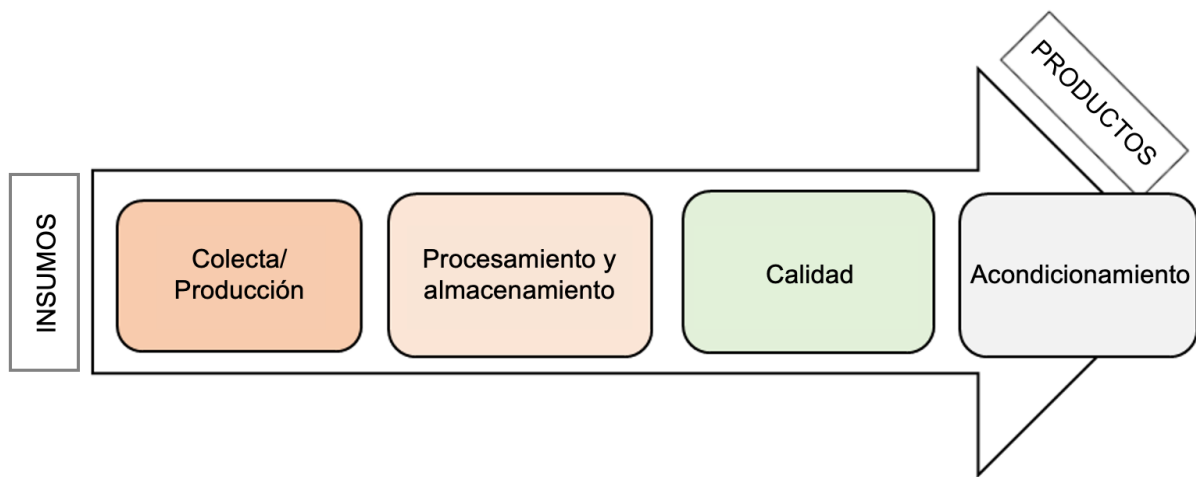 INSUMOS
Colecta/
Producción
Procesamiento y
almacenamiento
Calidad
Acondicionamiento
PRODUCTOS